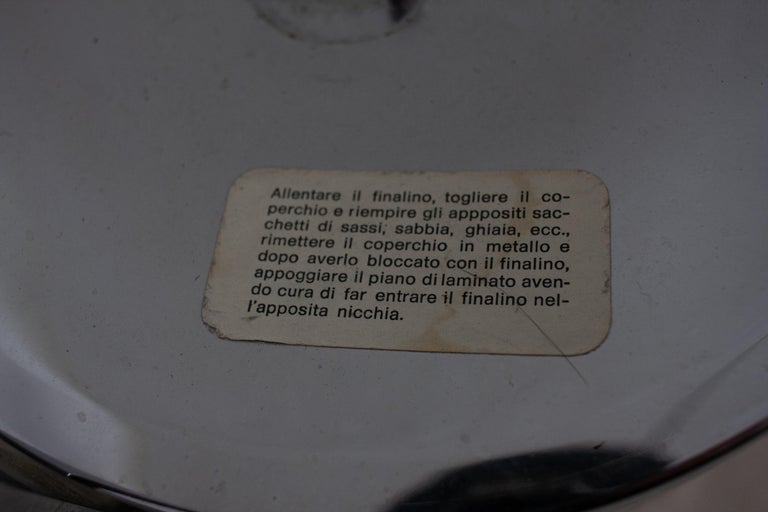 Allentare il finalino, togliere il co-
perchio e riempire gli apppositi sac-
chetti di sassi, sabbia, ghiaia, ecc.,
rimettere il coperchio in metallo e
dopo averlo bloccato con il finalino,
appoggiare il piano di laminato aven-
do cura di far entrare il finalino nel-
l'apposita nicchia.